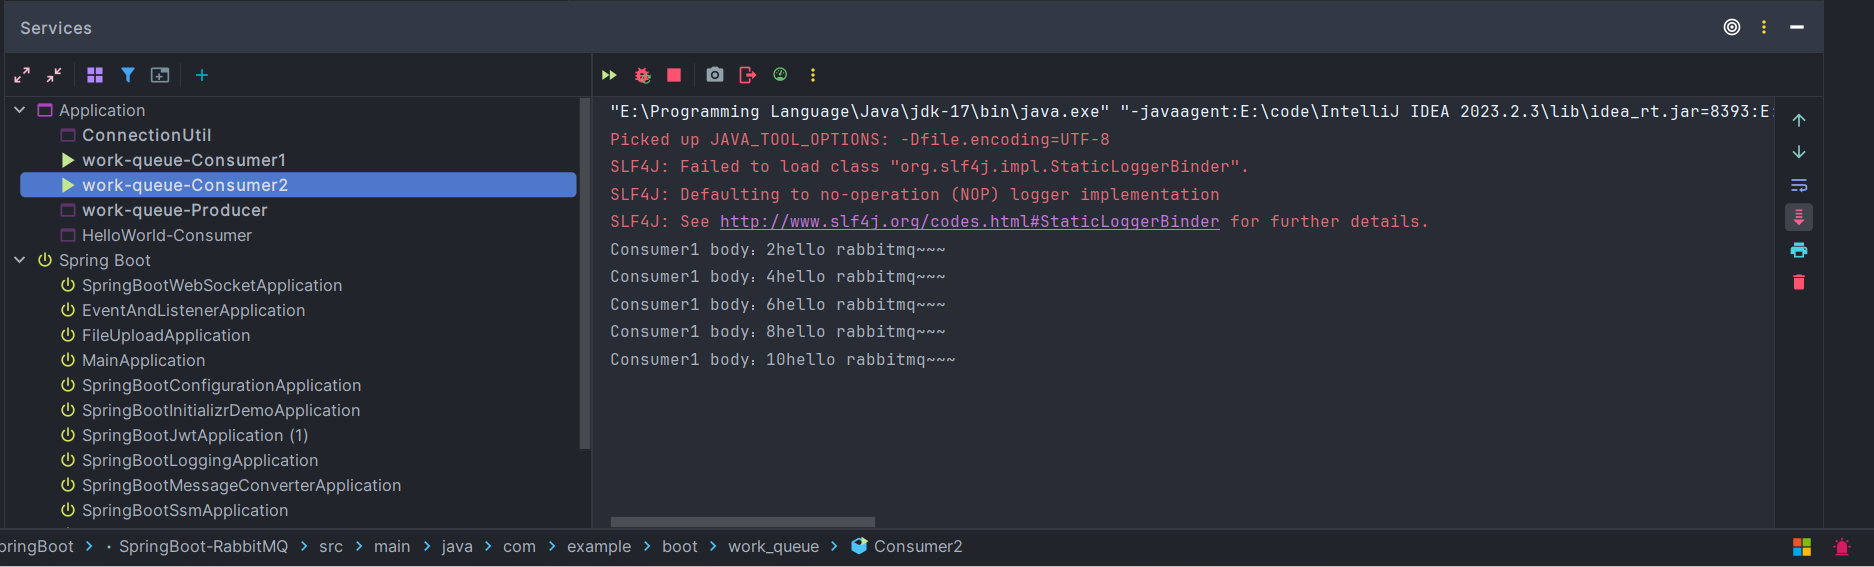 Services
Application
ConnectionUtil
work-queue-Consumer1
work-queue-Consumer2
work-queue-Producer
HelloWorld-Consumer
Spring Boot
SpringBootWebSocketApplication
EventAndListenerApplication
FileUploadApplication
MainApplication
SpringBootConfigurationApplication
SpringBootInitializrDemoApplication
SpringBootJwtApplication (1)
SpringBootLoggingApplication
SpringBootMessageConverterApplication
SpringBootSsmApplication
"E:\Programming Language\Java\jdk-17\bin\java.exe" "-javaagent:E:\code\IntelliJ IDEA 2023.2.3\lib\idea_rt.jar=8393:E:
Picked up JAVA_TOOL_OPTIONS: -Dfile.encoding=UTF-8
SLF4J: Failed to load class "org.slf4j.impl.StaticLoggerBinder".
SLF4J: Defaulting to no-operation (NOP) logger implementation
SLF4J: See http://www.slf4j.org/codes.html#StaticLoggerBinder for further details.
Consumer1 body：2hello rabbitmq~~~
Consumer1 body：4hello rabbitmq~~~
Consumer1 body：6hello rabbitmq~~~
Consumer1 body：8hello rabbitmq~~~
Consumer1 body：10hello rabbitmq~~~
pringBoot > · SpringBoot-RabbitMQ > src > main > java > com > example > boot > work_queue > Consumer2